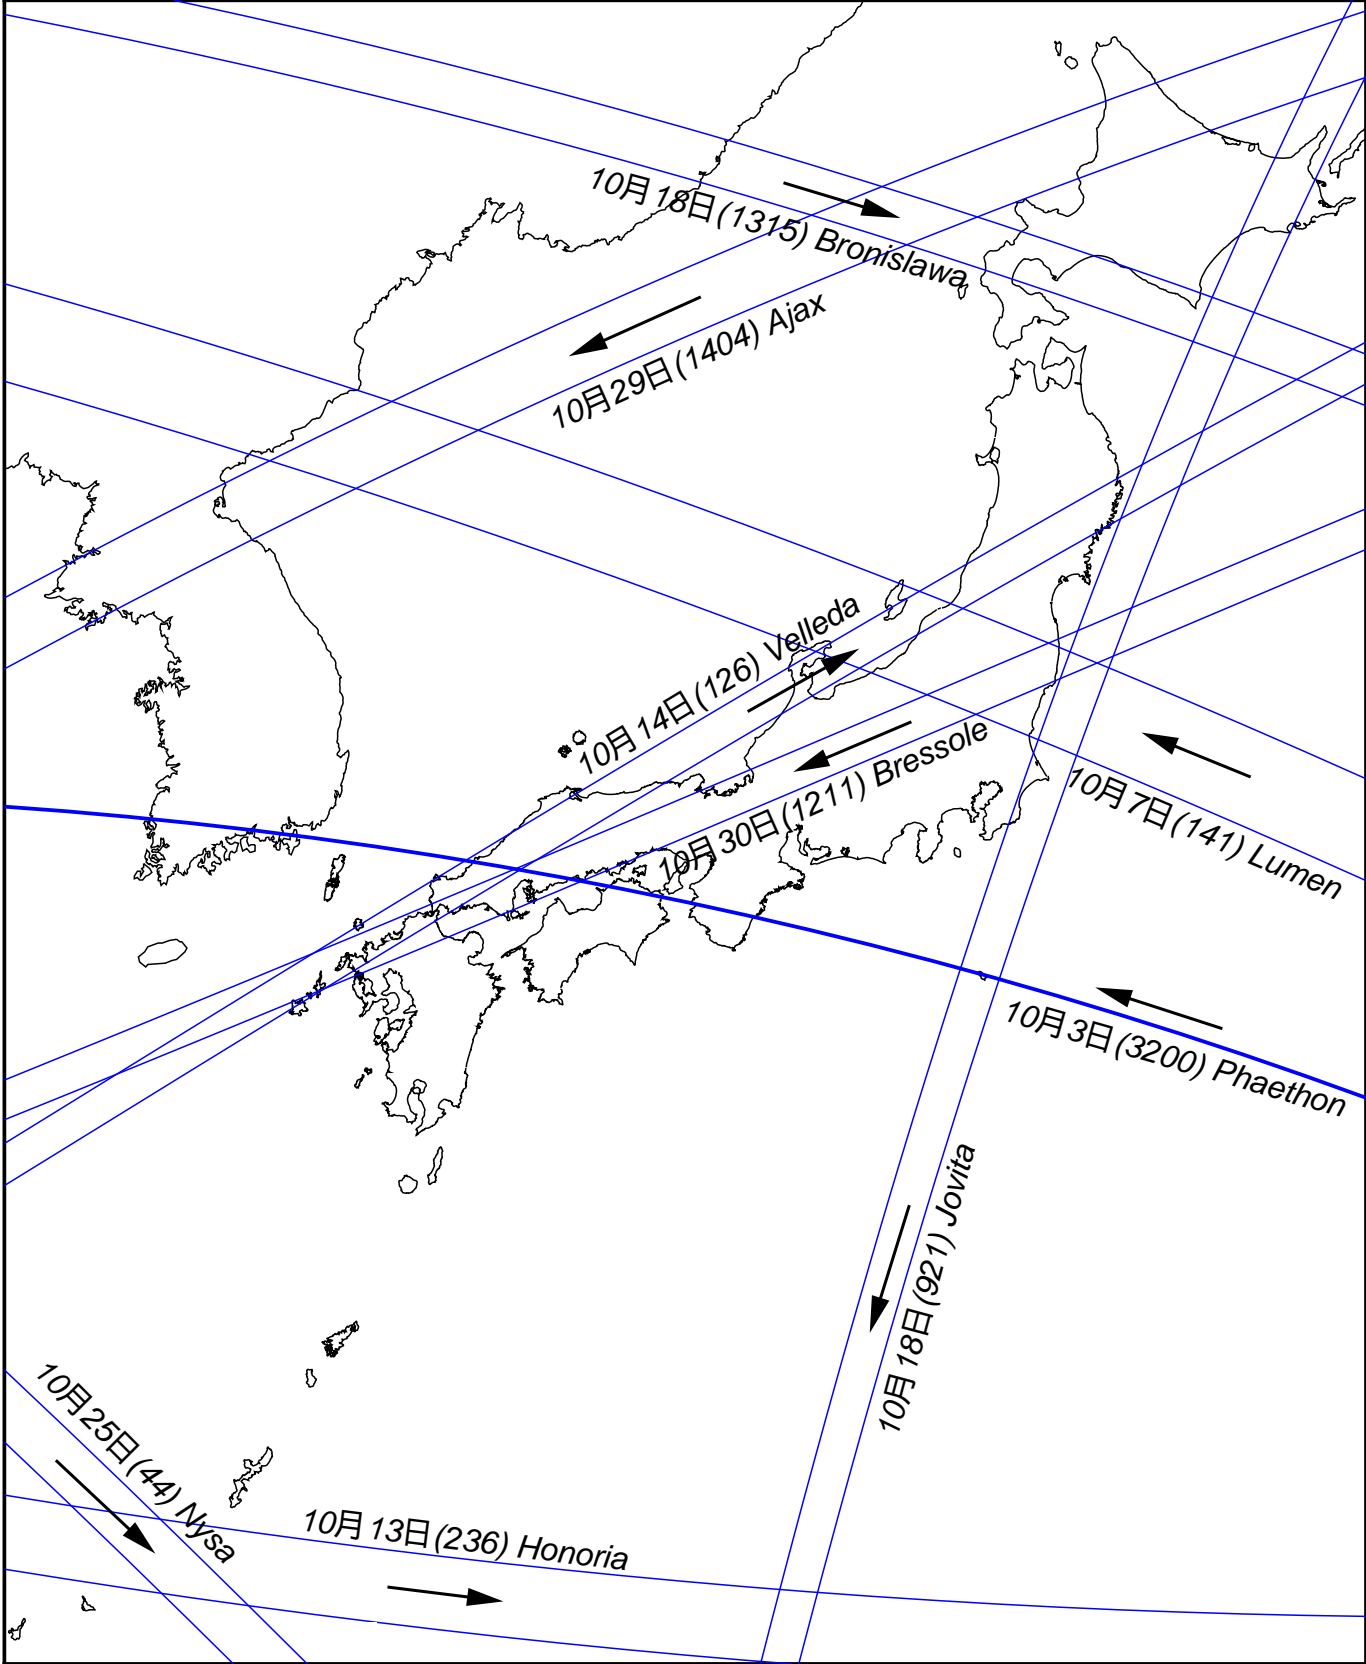 10月18日(1315) Bronislawa
10月29日(1404) Ajax
10月14日(126) Velleda
10月30日(1211) Bressole
10月7日(141) Lumen
10月3日(3200) Phaethon
10月18日(921) Jovita
10月25日(44) Nysa
10月13日(236) Honoria